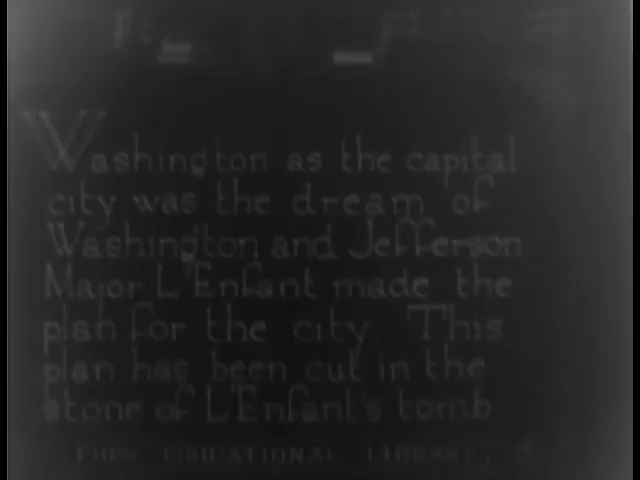 Washington as the capital
city was the dream of
Washington and Jefferson
Major L'Enfant made the
plan for the city. This
plan has been cut in the
stone of L'Enfant's tomb
FORD EDUCATIONAL LIBRARY